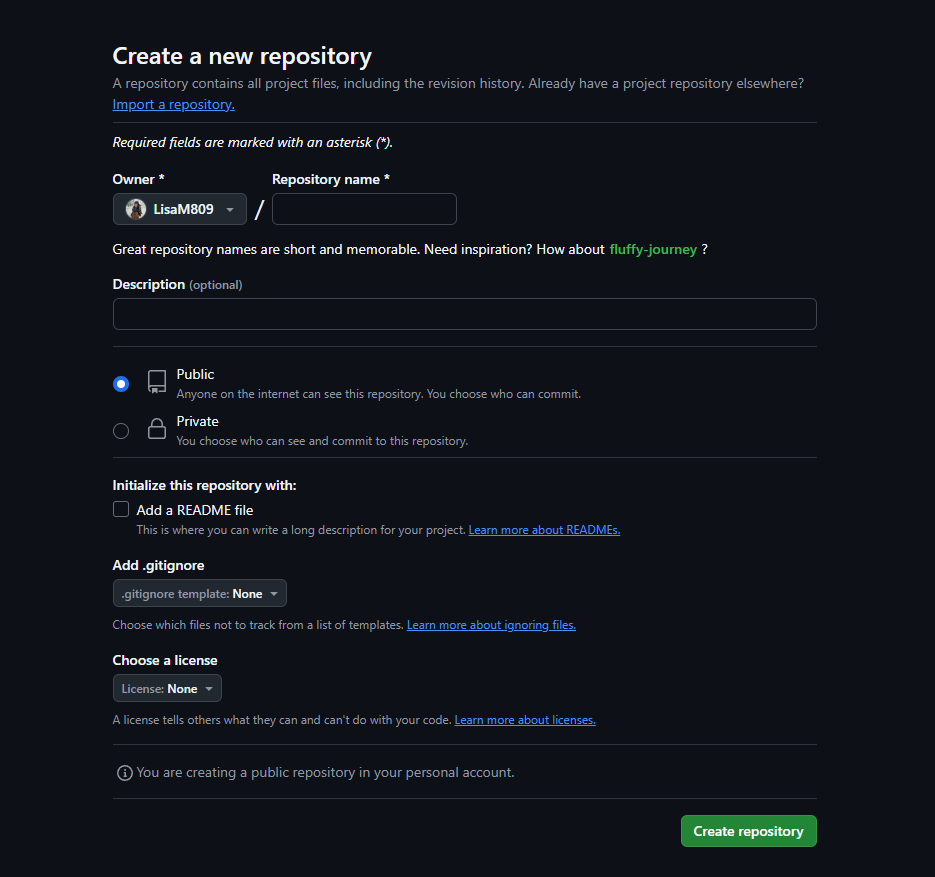 Create a new repository
A repository contains all project files, including the revision history. Already have a project repository elsewhere?
Import a repository.
Required fields are marked with an asterisk (*).
Owner * Repository name *
LisaM809 /
Great repository names are short and memorable. Need inspiration? How about fluffy-journey ?
Description (optional)
Public
Anyone on the internet can see this repository. You choose who can commit.
Private
You choose who can see and commit to this repository.
Initialize this repository with:
Add a README file
This is where you can write a long description for your project. Learn more about READMEs.
Add .gitignore
.gitignore template: None
Choose which files not to track from a list of templates. Learn more about ignoring files.
Choose a license
License: None
A license tells others what they can and can't do with your code. Learn more about licenses.
You are creating a public repository in your personal account.
Create repository